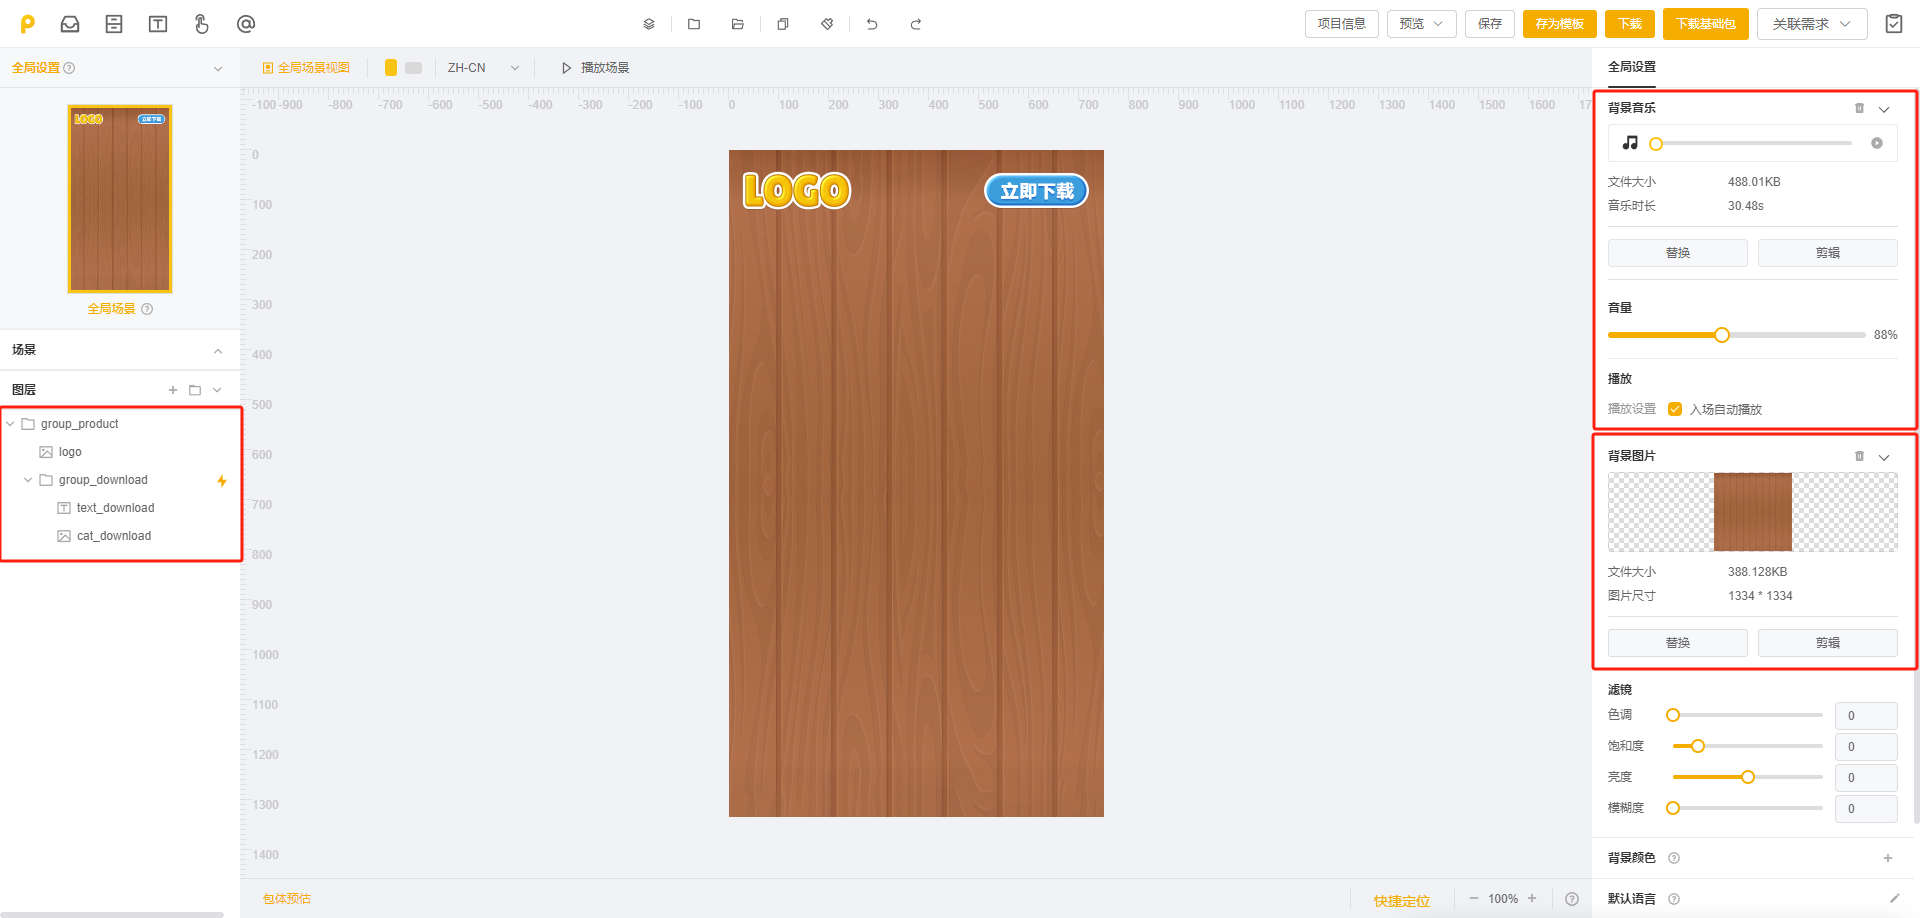 项目信息
预览
保存
存为模板
下载
下载基础包
关联需求
全局设置
LOGO
立即下载
全局场景
场景
图层
group_product
logo
group_download
text_download
cat_download
全局场景视图
ZH-CN
播放场景
-100 -900 -800 -700 -600 -500 -400 -300 -200 -100 0 100 200 300 400 500 600 700 800 900 1000 1100 1200 1300 1400 1500 1600 17
0
100
200
300
400
500
600
700
800
900
1000
1100
1200
1300
1400
LOGO
立即下载
包体预估
快捷定位
100%
全局设置
背景音乐
文件大小 488.01KB
音乐时长 30.48s
替换 剪辑
音量
88%
播放
播放设置 入场自动播放
背景图片
文件大小 388.128KB
图片尺寸 1334 * 1334
替换 剪辑
滤镜
色调 0
饱和度 0
亮度 0
模糊度 0
背景颜色
默认语言